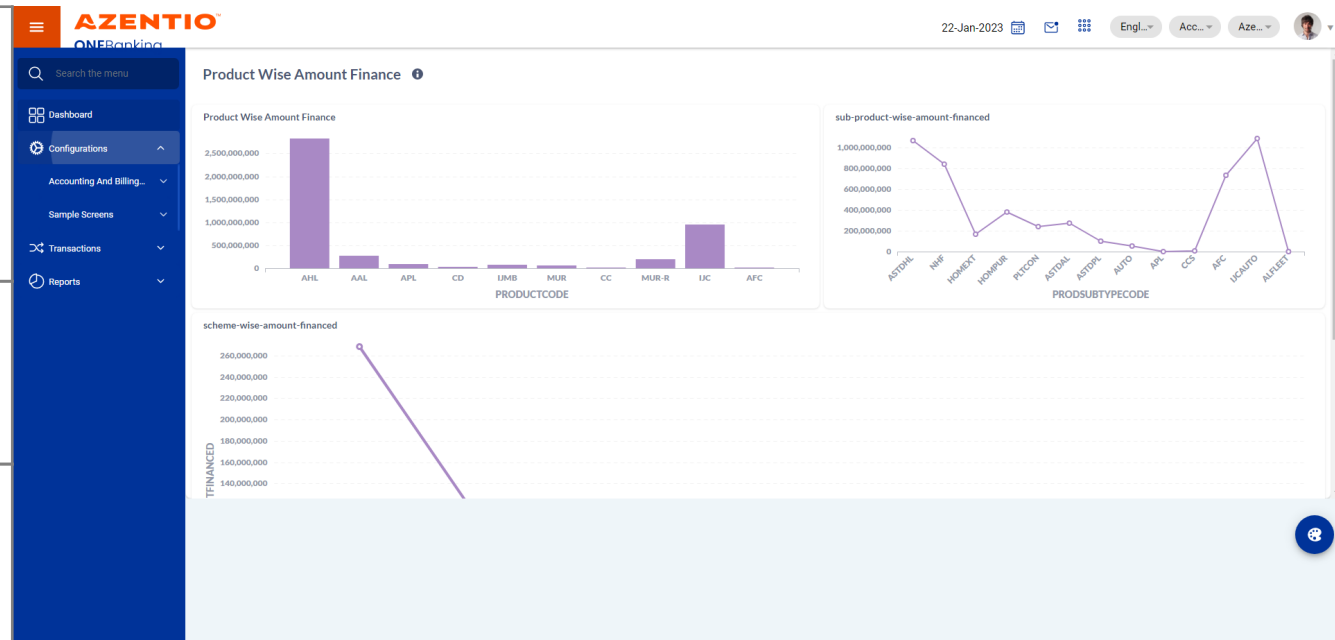 AZENTIO
ONEBanking
22-Jan-2023
Engl...
Acc...
Aze...
Search the menu
Dashboard
Configurations
Accounting And Billing...
Sample Screens
Transactions
Reports
Product Wise Amount Finance
Product Wise Amount Finance
2,500,000,000
2,000,000,000
1,500,000,000
1,000,000,000
500,000,000
0
AHL AAL APL CD IJMB MUR CC MUR-R IJC AFC
PRODUCTCODE
sub-product-wise-amount-financed
1,000,000,000
800,000,000
600,000,000
400,000,000
200,000,000
0
ASTDHL NHF HOMEXT HOMPUR PLTCON ASTDAL ASTDPL AUTO APL CCS AFC IJCAUTO ALFLEET
PRODSUBTYPECODE
scheme-wise-amount-financed
260,000,000
240,000,000
220,000,000
200,000,000
180,000,000
160,000,000
140,000,000
TFINANCED